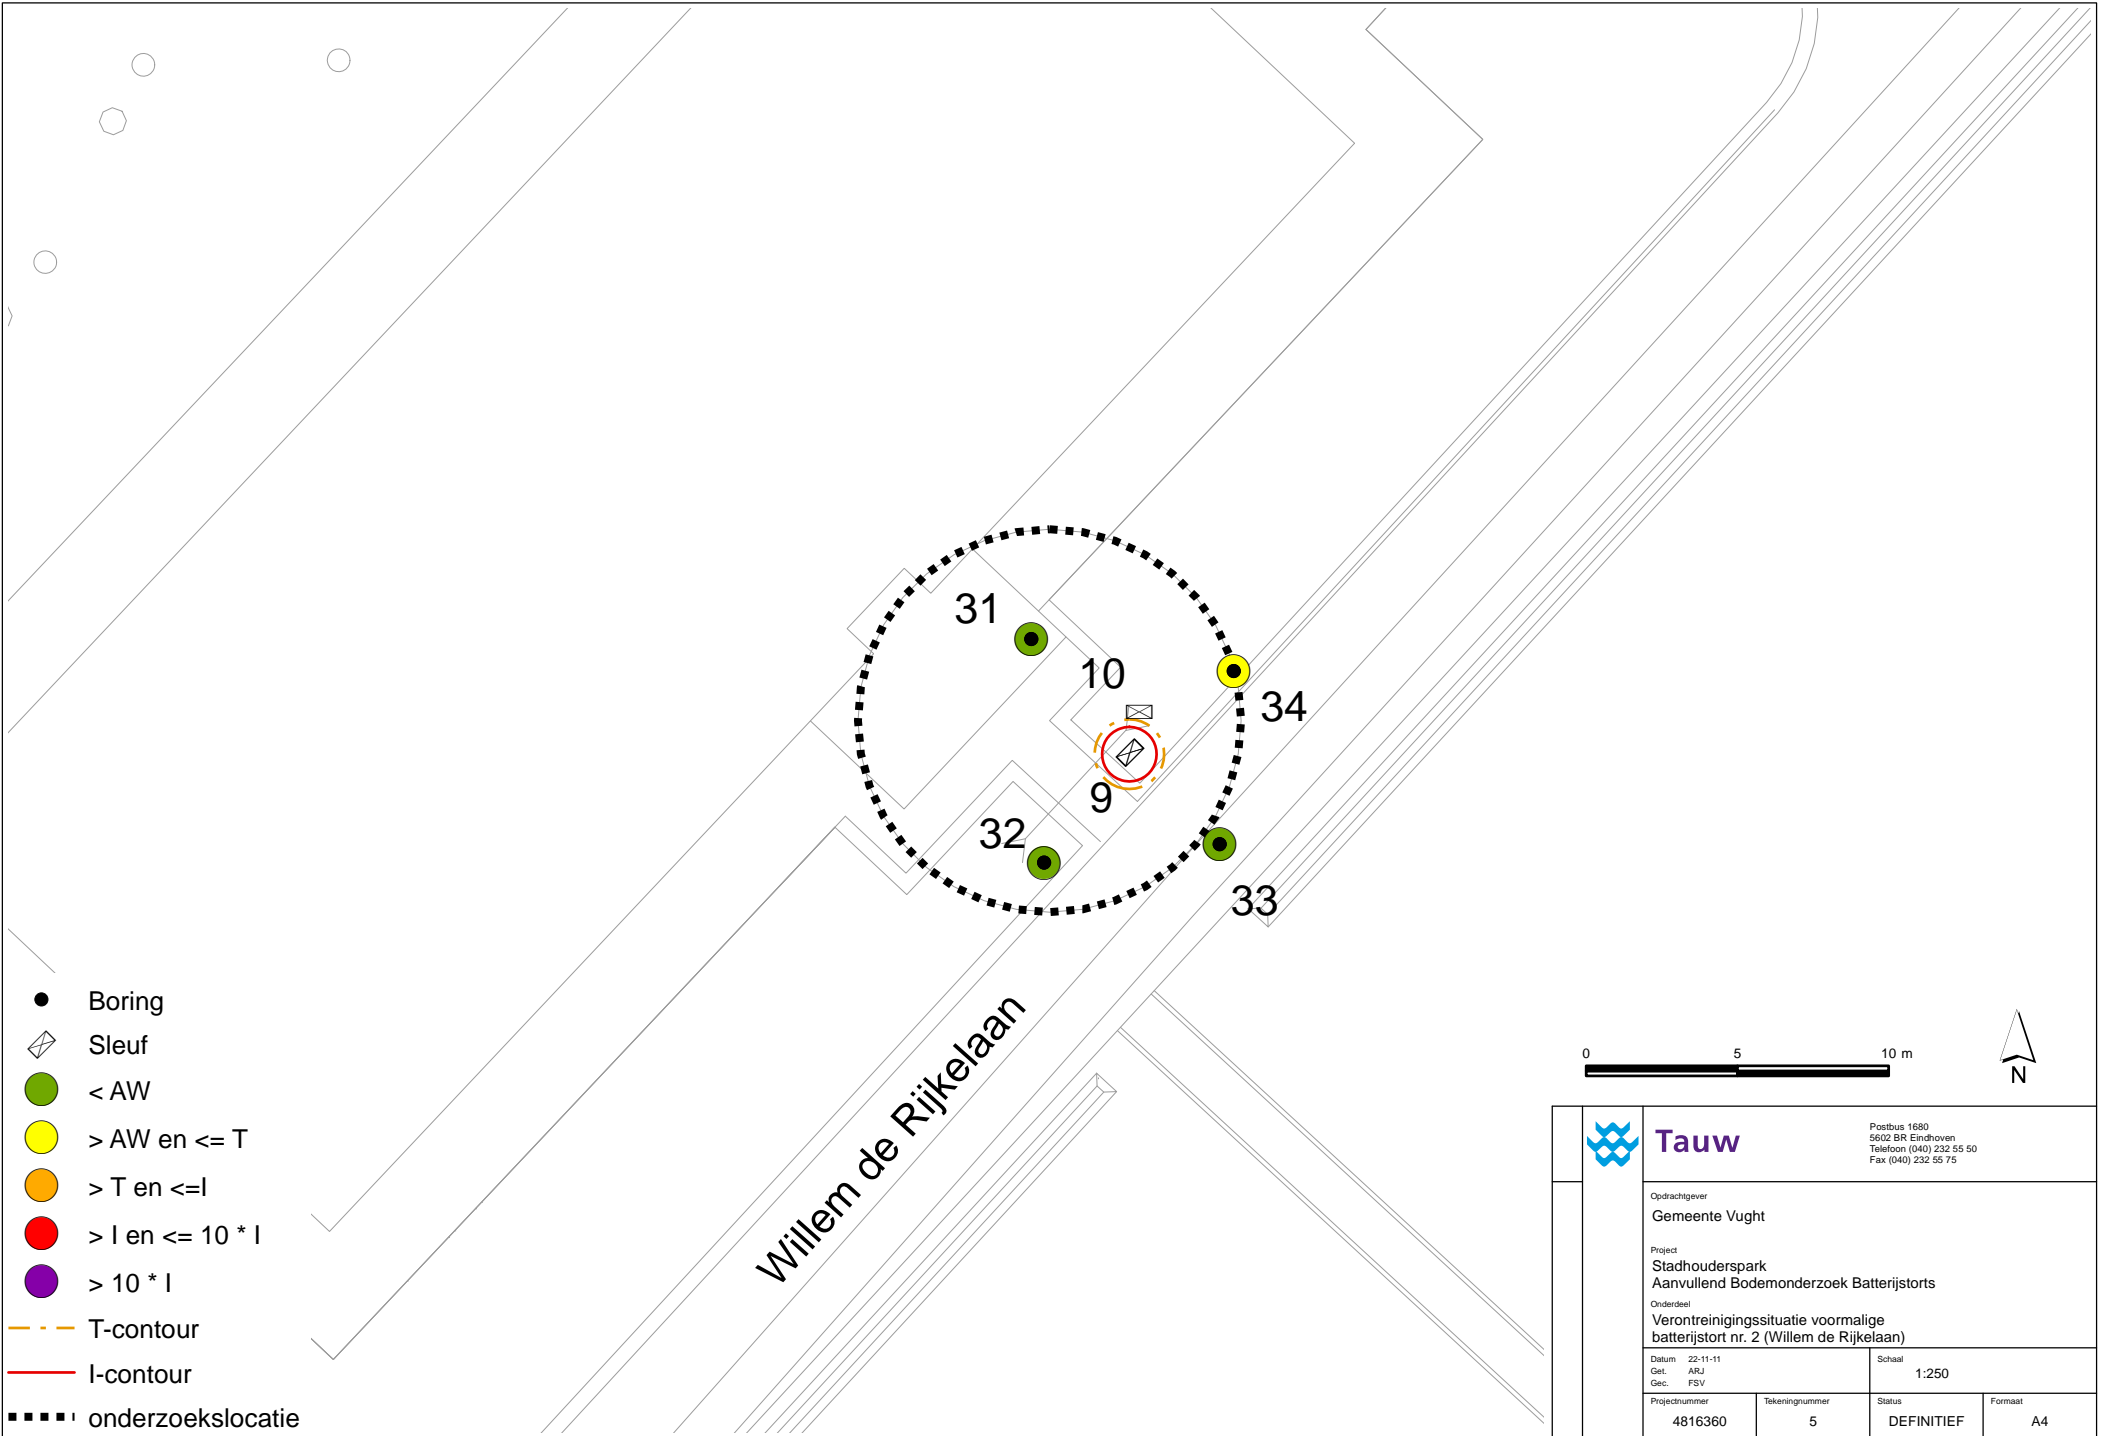 31
10
34
9
32
33
Willem de Rijkelaan
Boring
Sleuf
< AW
> AW en <= T
> T en <=I
> I en <= 10 * I
> 10 * I
T-contour
I-contour
onderzoekslocatie
0 5 10 m
N
Tauw
Postbus 1680
5602 BR Eindhoven
Telefoon (040) 232 55 50
Fax (040) 232 55 75
Opdrachtgever
Gemeente Vught
Project
Stadhouderspark
Aanvullend Bodemonderzoek Batterijstorts
Onderdeel
Verontreinigingssituatie voormalige
batterijstort nr. 2 (Willem de Rijkelaan)
Datum 22-11-11
Get. ARJ
Gec. FSV
Schaal
1:250
Projectnummer
4816360
Tekeningnummer
5
Status
DEFINITIEF
Formaat
A4